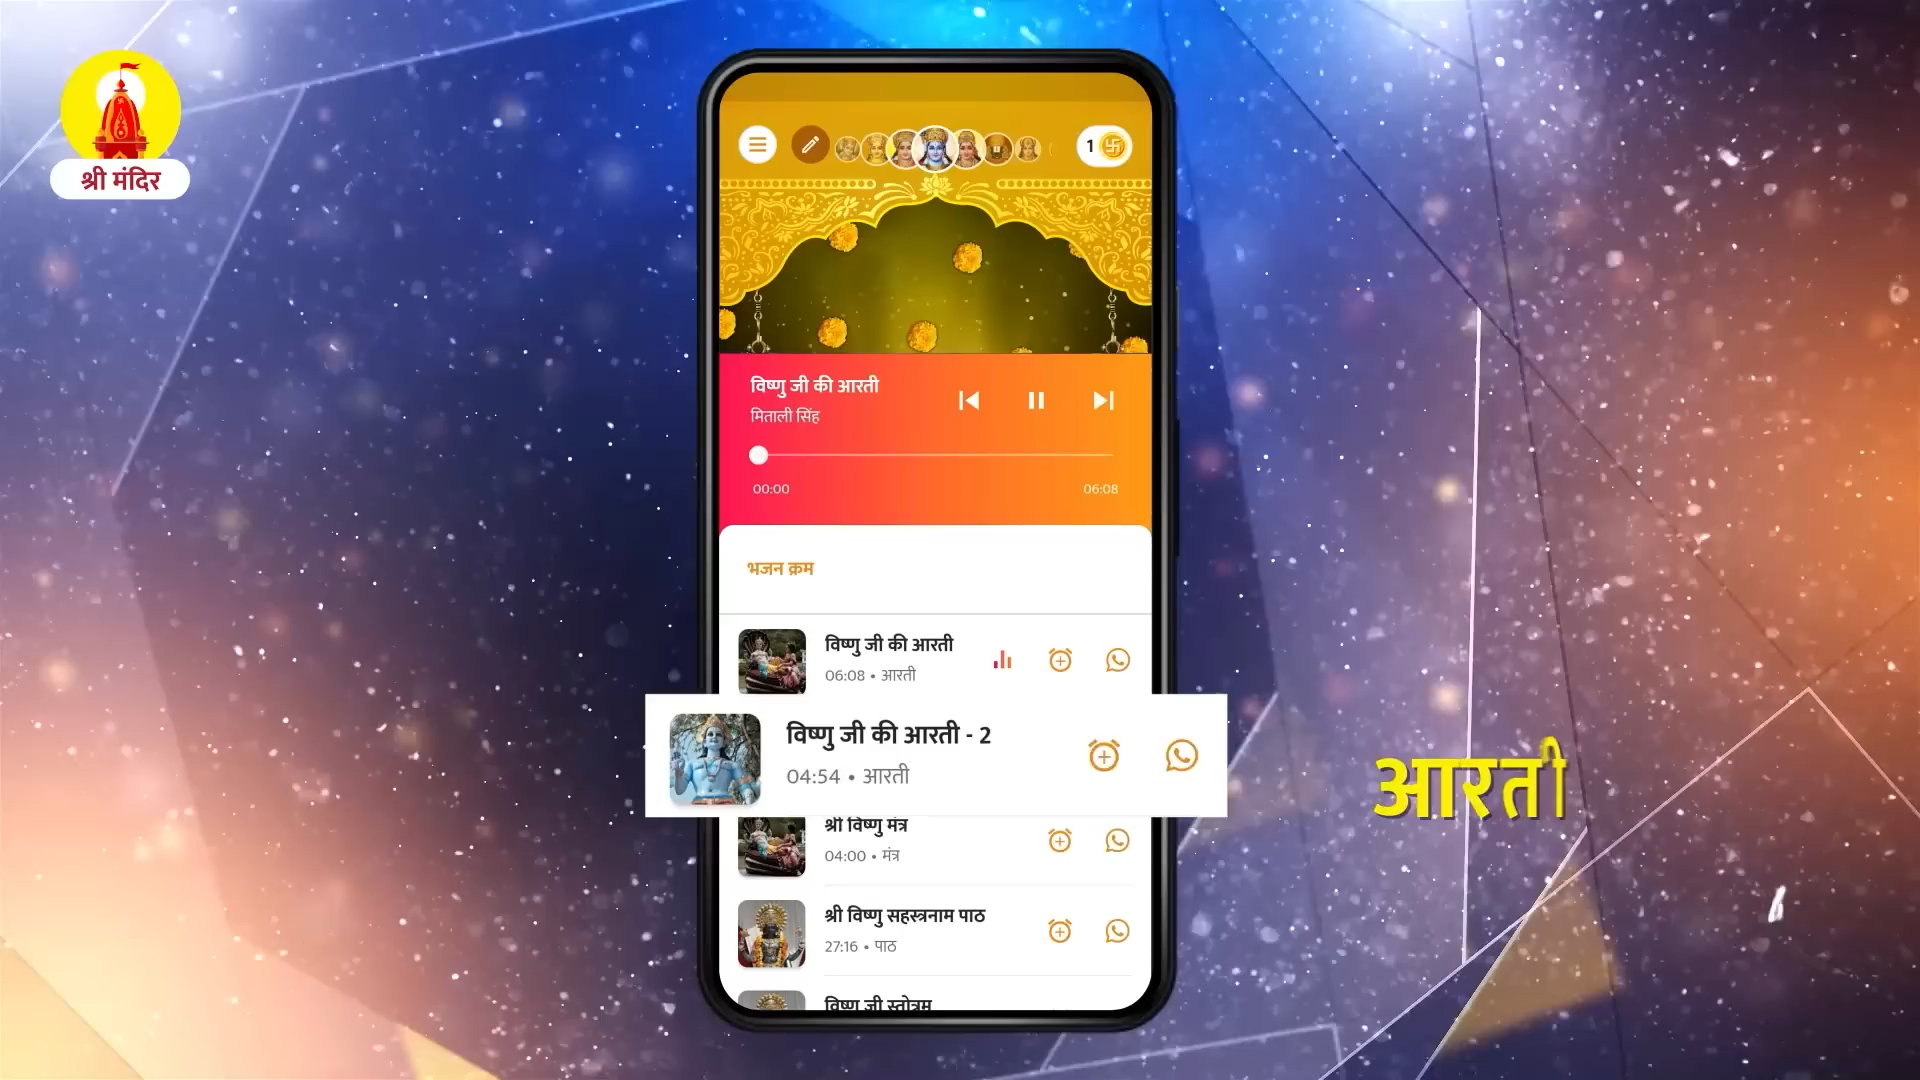 श्री मंदिर
1
विष्णु जी की आरती
मिताली सिंह
00:00
06:08
भजन क्रम
विष्णु जी की आरती
06:08 • आरती
विष्णु जी की आरती - 2
04:54 • आरती
आरती
श्री विष्णु मंत्र
04:00 • मंत्र
श्री विष्णु सहस्त्रनाम पाठ
27:16 • पाठ
विष्णु जी स्तोत्रम